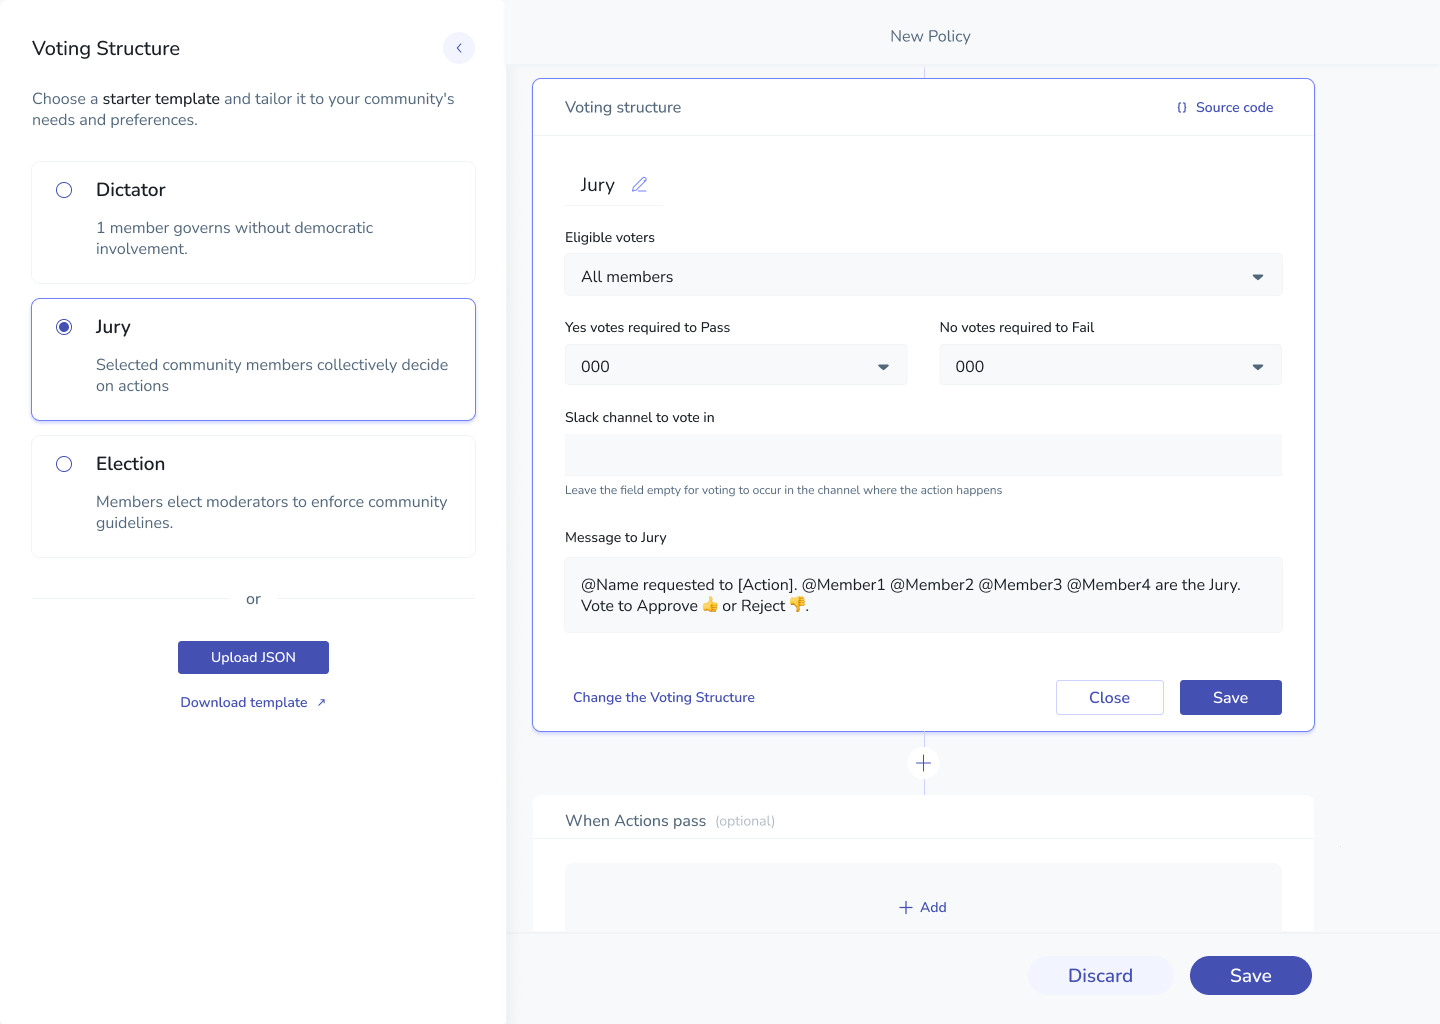 Voting Structure
Choose a starter template and tailor it to your community's
needs and preferences.
Dictator
1 member governs without democratic
involvement.
Jury
Selected community members collectively decide
on actions
Election
Members elect moderators to enforce community
guidelines.
or
Upload JSON
Download template
New Policy
Voting structure
Source code
Jury
Eligible voters
All members
Yes votes required to Pass
No votes required to Fail
000
000
Slack channel to vote in
Leave the field empty for voting to occur in the channel where the action happens
Message to Jury
@Name requested to [Action]. @Member1 @Member2 @Member3 @Member4 are the Jury.
Vote to Approve 👍 or Reject 👎.
Change the Voting Structure
Close
Save
When Actions pass (optional)
Add
Discard
Save